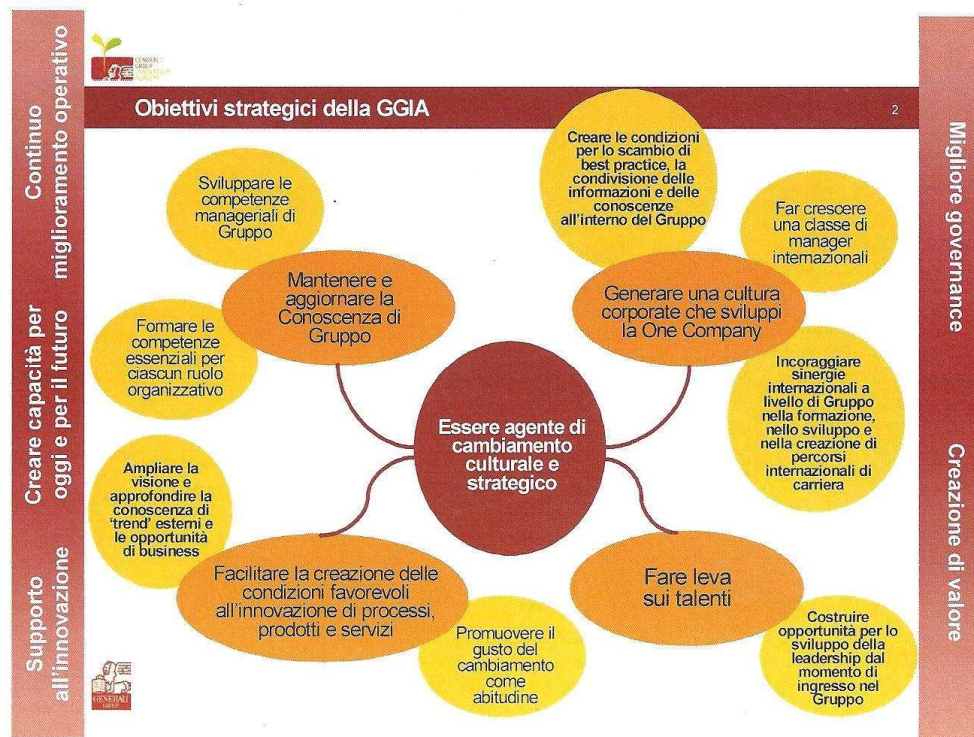 GENERALI
GROUP
Obiettivi strategici della GGIA
2
Continuo
miglioramento operativo
Creare capacità per
oggi e per il futuro
Supporto
all'innovazione
Sviluppare le
competenze
manageriali di
Gruppo
Mantenere e
aggiornare la
Conoscenza di
Gruppo
Formare le
competenze
essenziali per
ciascun ruolo
organizzativo
Creare le condizioni
per lo scambio di
best practice, la
condivisione delle
informazioni e delle
conoscenze
all'interno del Gruppo
Far crescere
una classe di
manager
internazionali
Generare una cultura
corporate che sviluppi
la One Company
Incoraggiare
sinergie
internazionali a
livello di Gruppo
nella formazione,
nello sviluppo e
nella creazione di
percorsi
internazionali di
carriera
Essere agente di
cambiamento
culturale e
strategico
Ampliare la
visione e
approfondire la
conoscenza di
'trend' esterni e
le opportunità
di business
Facilitare la creazione delle
condizioni favorevoli
all'innovazione di processi,
prodotti e servizi
Promuovere il
gusto del
cambiamento
come
abitudine
Fare leva
sui talenti
Costruire
opportunità per lo
sviluppo della
leadership dal
momento di
ingresso nel
Gruppo
Migliore governance
Creazione di valore
GENERALI
GROUP